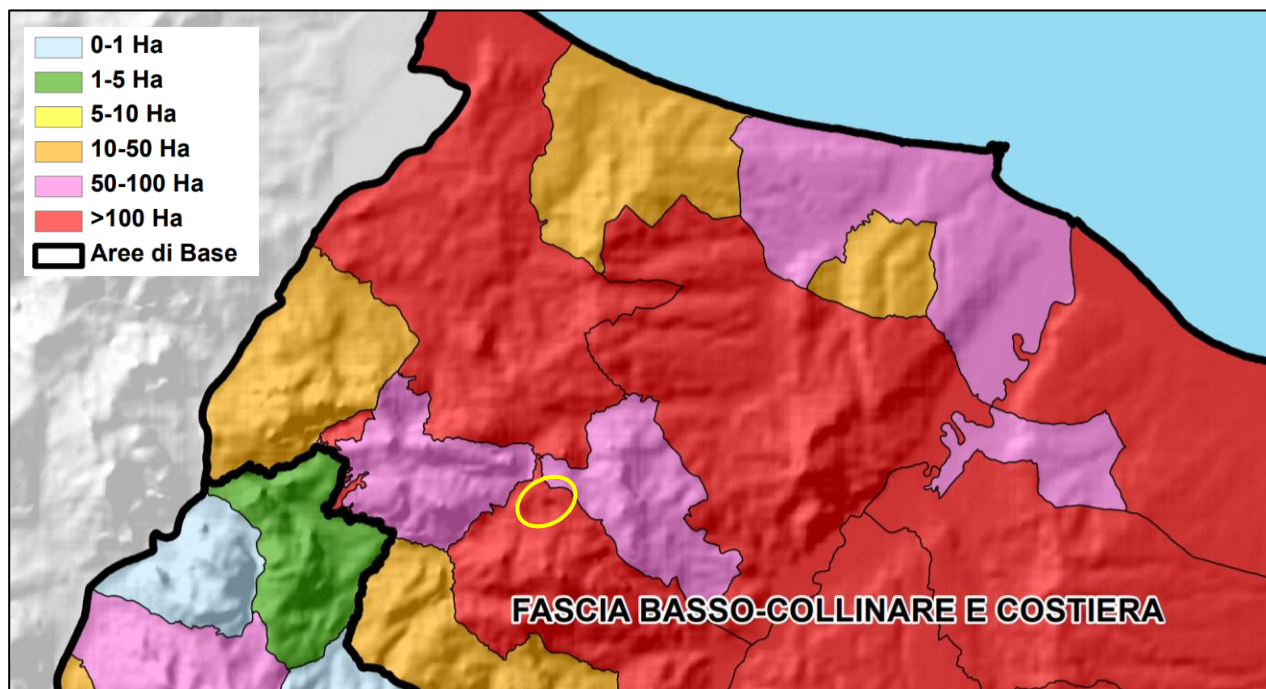 0-1 Ha
1-5 Ha
5-10 Ha
10-50 Ha
50-100 Ha
>100 Ha
Aree di Base
FASCIA BASSO-COLLINARE E COSTIERA